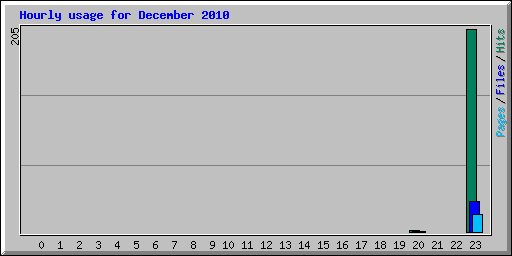 Hourly usage for December 2010
205
Pages/Files/Hits
0 1 2 3 4 5 6 7 8 9 10 11 12 13 14 15 16 17 18 19 20 21 22 23